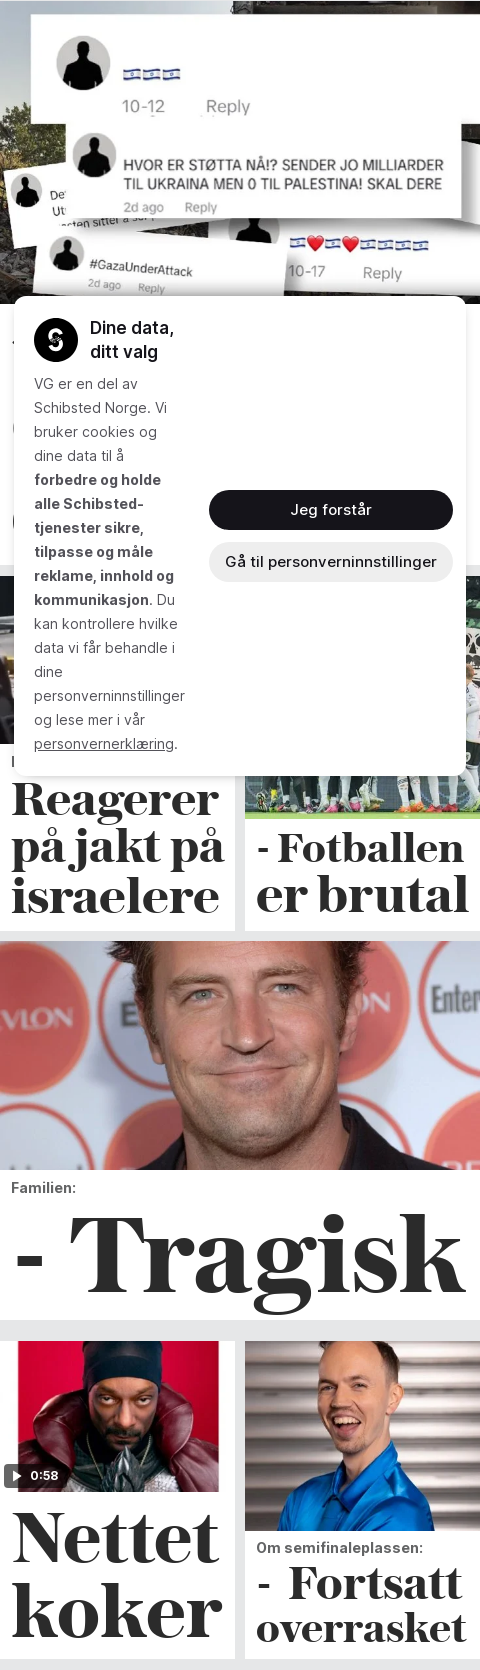 🇮🇱🇮🇱🇮🇱
10-12 Reply
HVOR ER STØTTA NÅ!? SENDER JO MILLIARDER
TIL UKRAINA MEN 0 TIL PALESTINA! SKAL DERE
2d ago Reply
#GazaUnderAttack
2d ago Reply
🇮🇱❤️🇮🇱❤️🇮🇱🇮🇱🇮🇱🇮🇱
10-17 Reply
Dine data,
ditt valg
VG er en del av
Schibsted Norge. Vi
bruker cookies og
dine data til å
forbedre og holde
alle Schibsted-
tjenester sikre,
tilpasse og måle
reklame, innhold og
kommunikasjon. Du
kan kontrollere hvilke
data vi får behandle i
dine
personverninnstillinger
og lese mer i vår
personvernerklæring.
Jeg forstår
Gå til personverninnstillinger
Reagerer
på jakt på
israelere
- Fotballen
er brutal
EVLON
Enter
Familien:
- Tragisk
0:58
Nettet
koker
Om semifinaleplassen:
- Fortsatt
overrasket